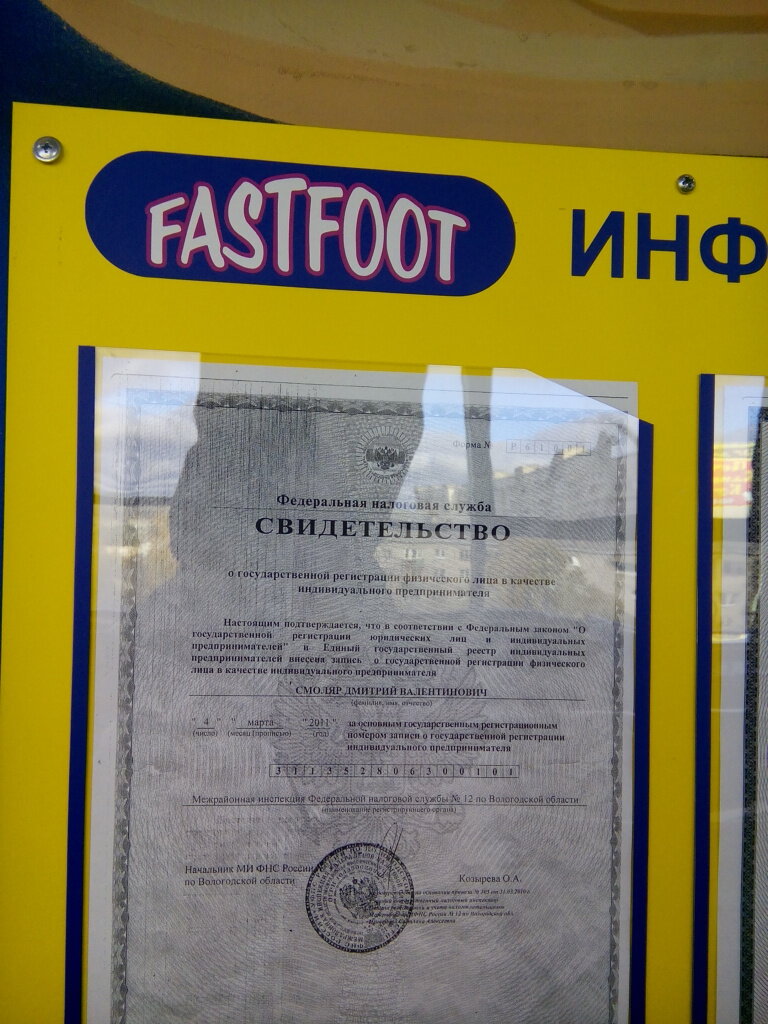 FASTFOOT
ИНФ
Форма №
Р 6 1 0 0 1
Федеральная налоговая служба
СВИДЕТЕЛЬСТВО
о государственной регистрации физического лица в качестве
индивидуального предпринимателя
Настоящим подтверждается, что в соответствии с Федеральным законом "О
государственной регистрации юридических лиц и индивидуальных
предпринимателей" в Единый государственный реестр индивидуальных
предпринимателей внесена запись о государственной регистрации физического
лица в качестве индивидуального предпринимателя
СМОЛЯР ДМИТРИЙ ВАЛЕНТИНОВИЧ
(фамилия, имя, отчество)
" 4 " " марта " " 2011 " за основным государственным регистрационным
(число) (месяц прописью) (год) номером записи о государственной регистрации
индивидуального предпринимателя
3 1 1 3 5 2 8 0 6 3 0 0 1 0 1
Межрайонная инспекция Федеральной налоговой службы № 12 по Вологодской области
(наименование регистрирующего органа)
Начальник МИ ФНС России
по Вологодской области
Козырева О.А.